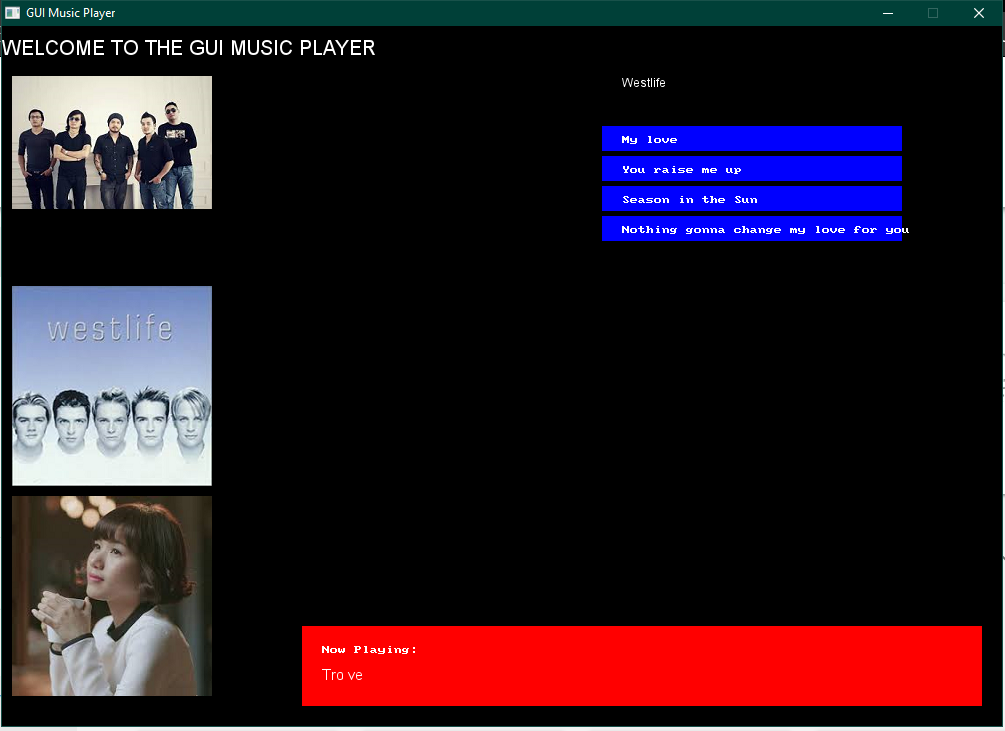 GUI Music Player
WELCOME TO THE GUI MUSIC PLAYER
Westlife
My love
You raise me up
Season in the Sun
Nothing gonna change my love for you
westlife
Now Playing:
Tro ve